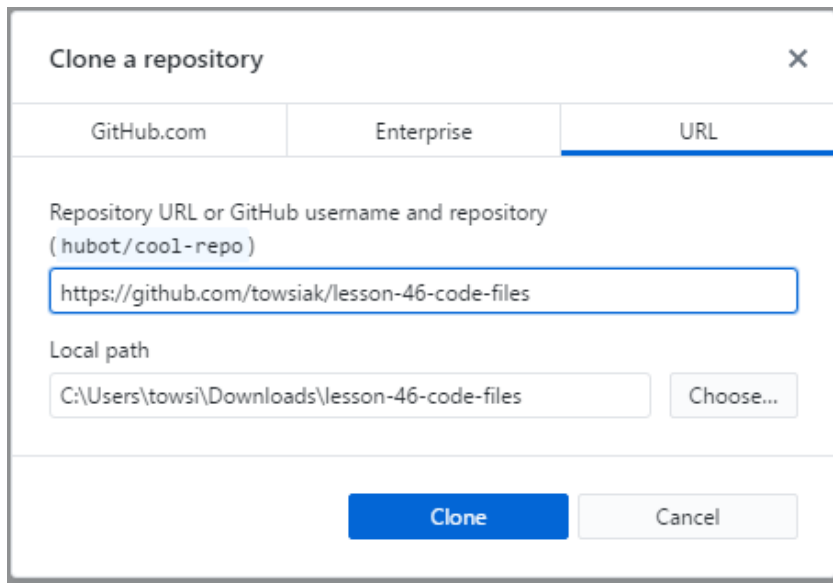 Clone a repository
GitHub.com Enterprise URL
Repository URL or GitHub username and repository
(hubot/cool-repo)
https://github.com/towsiak/lesson-46-code-files
Local path
C:\Users\towsi\Downloads\lesson-46-code-files Choose...
Clone Cancel